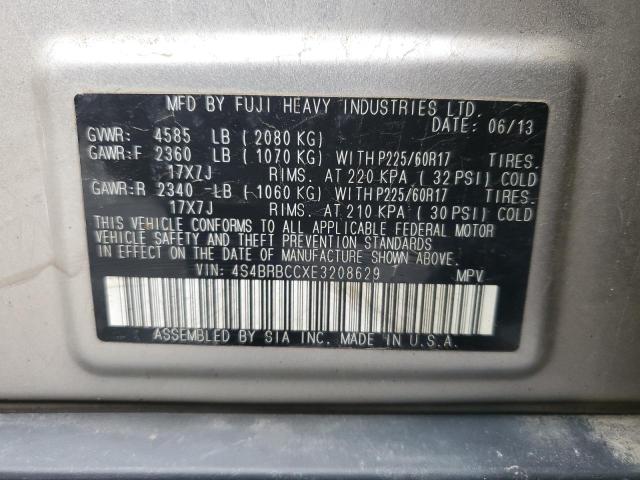 MFD BY FUJI HEAVY INDUSTRIES LTD.
DATE: 06/13
GVWR: 4585 LB (2080 KG)
GAWR:F 2360 LB (1070 KG) WITH P225/60R17 TIRES.
17X7J RIMS. AT 220 KPA (32 PSI) COLD
GAWR:R 2340 LB (1060 KG) WITH P225/60R17 TIRES.
17X7J RIMS. AT 210 KPA (30 PSI) COLD
THIS VEHICLE CONFORMS TO ALL APPLICABLE FEDERAL MOTOR
VEHICLE SAFETY AND THEFT PREVENTION STANDARDS
IN EFFECT ON THE DATE OF MANUFACTURE SHOWN ABOVE.
VIN: 4S4BRBCCXE3208629 MPV
ASSEMBLED BY SIA INC. MADE IN U.S.A.